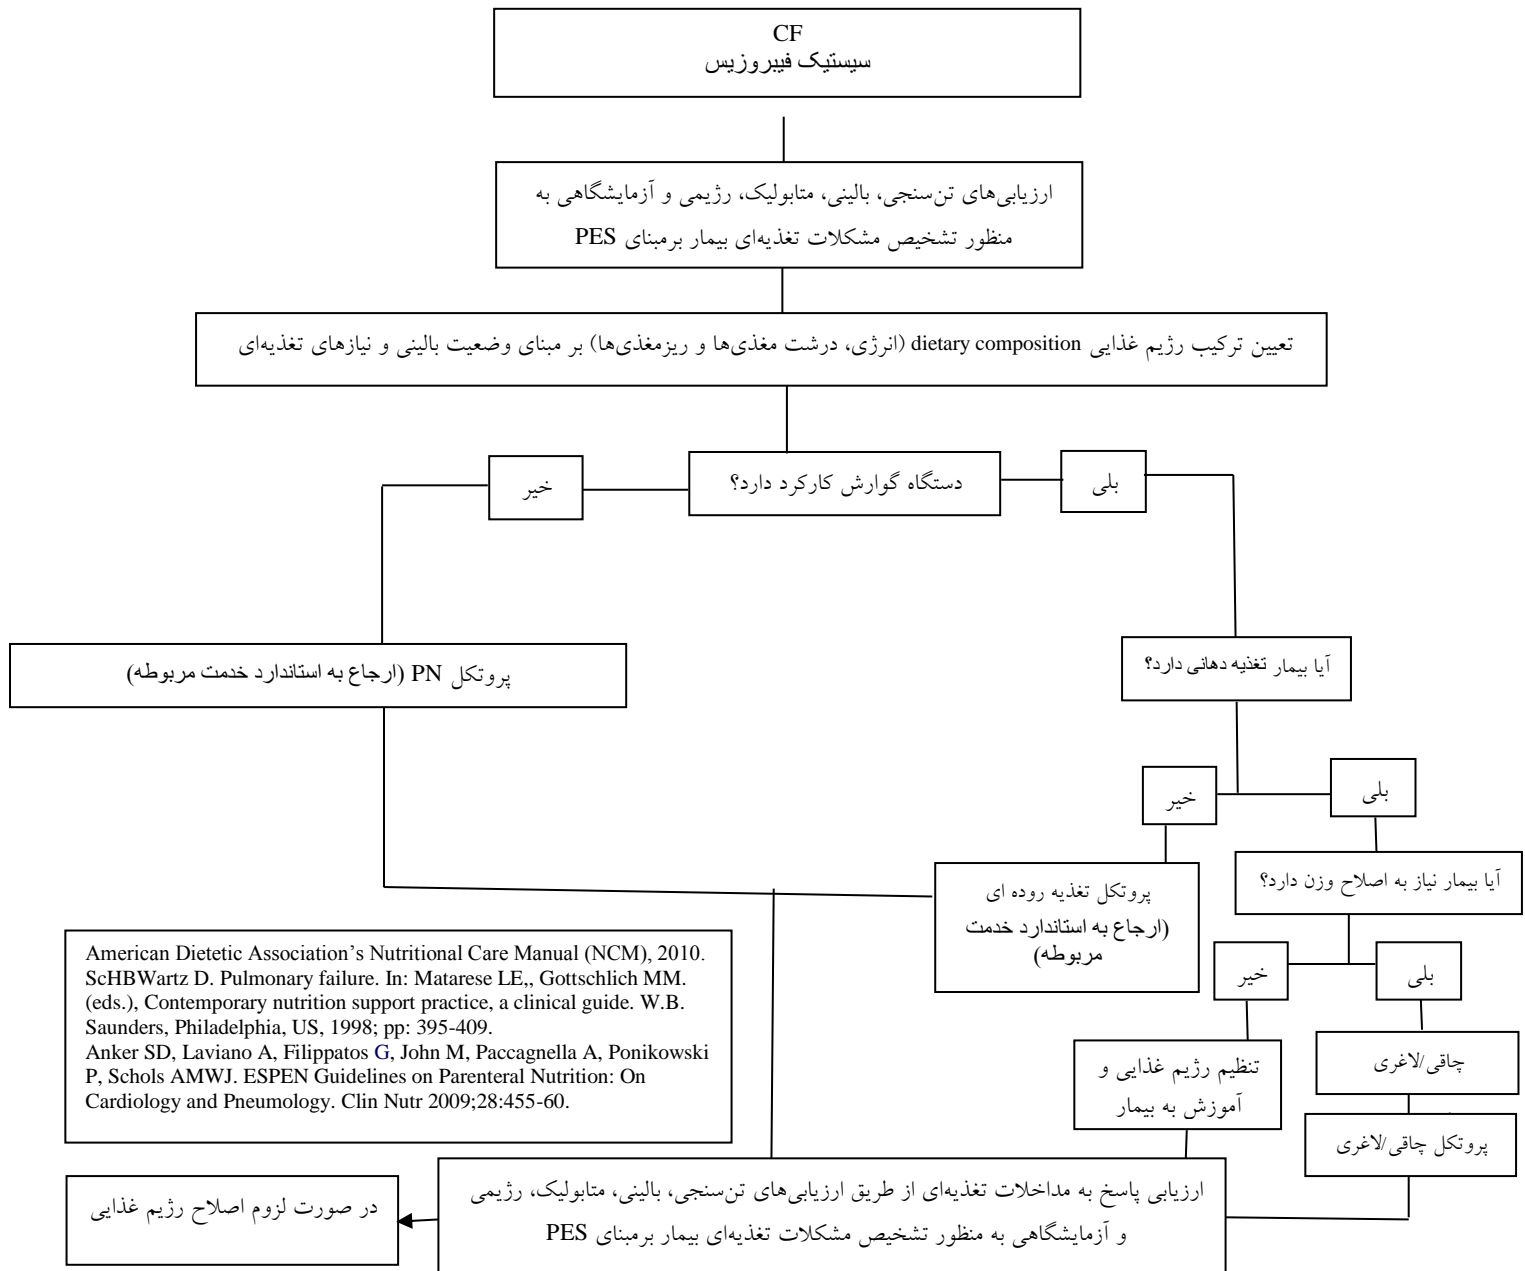 CF
سیستیک فیبروزیس
ارزیابی‌های تن‌سنجی، بالینی، متابولیک، رژیمی و آزمایشگاهی به
منظور تشخیص مشکلات تغذیه‌ای بیمار برمبنای PES
تعیین ترکیب رژیم غذایی dietary composition (انرژی، درشت مغذی‌ها و ریزمغذی‌ها) بر مبنای وضعیت بالینی و نیازهای تغذیه‌ای
دستگاه گوارش کارکرد دارد؟
بلی
خیر
پروتکل PN (ارجاع به استاندارد خدمت مربوطه)
آیا بیمار تغذیه دهانی دارد؟
بلی
خیر
آیا بیمار نیاز به اصلاح وزن دارد؟
پروتکل تغذیه روده ای
(ارجاع به استاندارد خدمت
مربوطه)
بلی
خیر
چاقی/لاغری
پروتکل چاقی/لاغری
تنظیم رژیم غذایی و
آموزش به بیمار
American Dietetic Association’s Nutritional Care Manual (NCM), 2010.
ScHBWartz D. Pulmonary failure. In: Matarese LE,, Gottschlich MM.
(eds.), Contemporary nutrition support practice, a clinical guide. W.B.
Saunders, Philadelphia, US, 1998; pp: 395-409.
Anker SD, Laviano A, Filippatos G, John M, Paccagnella A, Ponikowski
P, Schols AMWJ. ESPEN Guidelines on Parenteral Nutrition: On
Cardiology and Pneumology. Clin Nutr 2009;28:455-60.
ارزیابی پاسخ به مداخلات تغذیه‌ای از طریق ارزیابی‌های تن‌سنجی، بالینی، متابولیک، رژیمی
و آزمایشگاهی به منظور تشخیص مشکلات تغذیه‌ای بیمار برمبنای PES
در صورت لزوم اصلاح رژیم غذایی